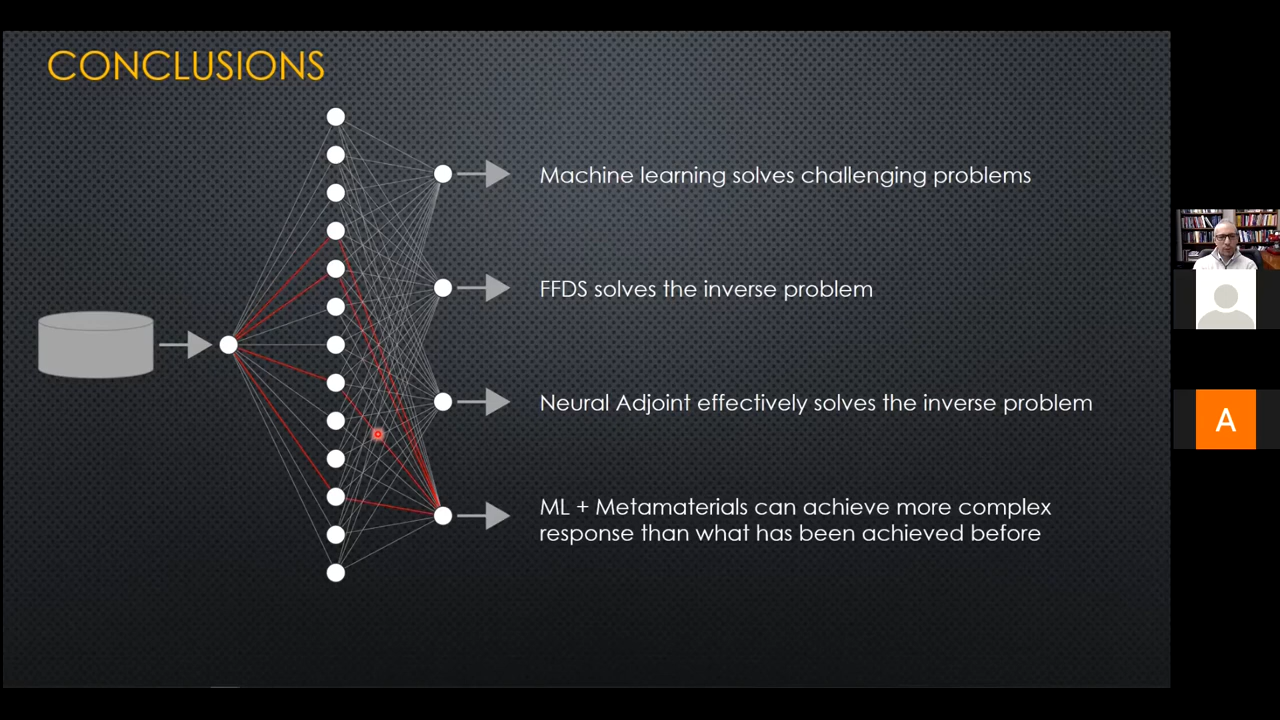 CONCLUSIONS
Machine learning solves challenging problems
FFDS solves the inverse problem
Neural Adjoint effectively solves the inverse problem
ML + Metamaterials can achieve more complex
response than what has been achieved before
A